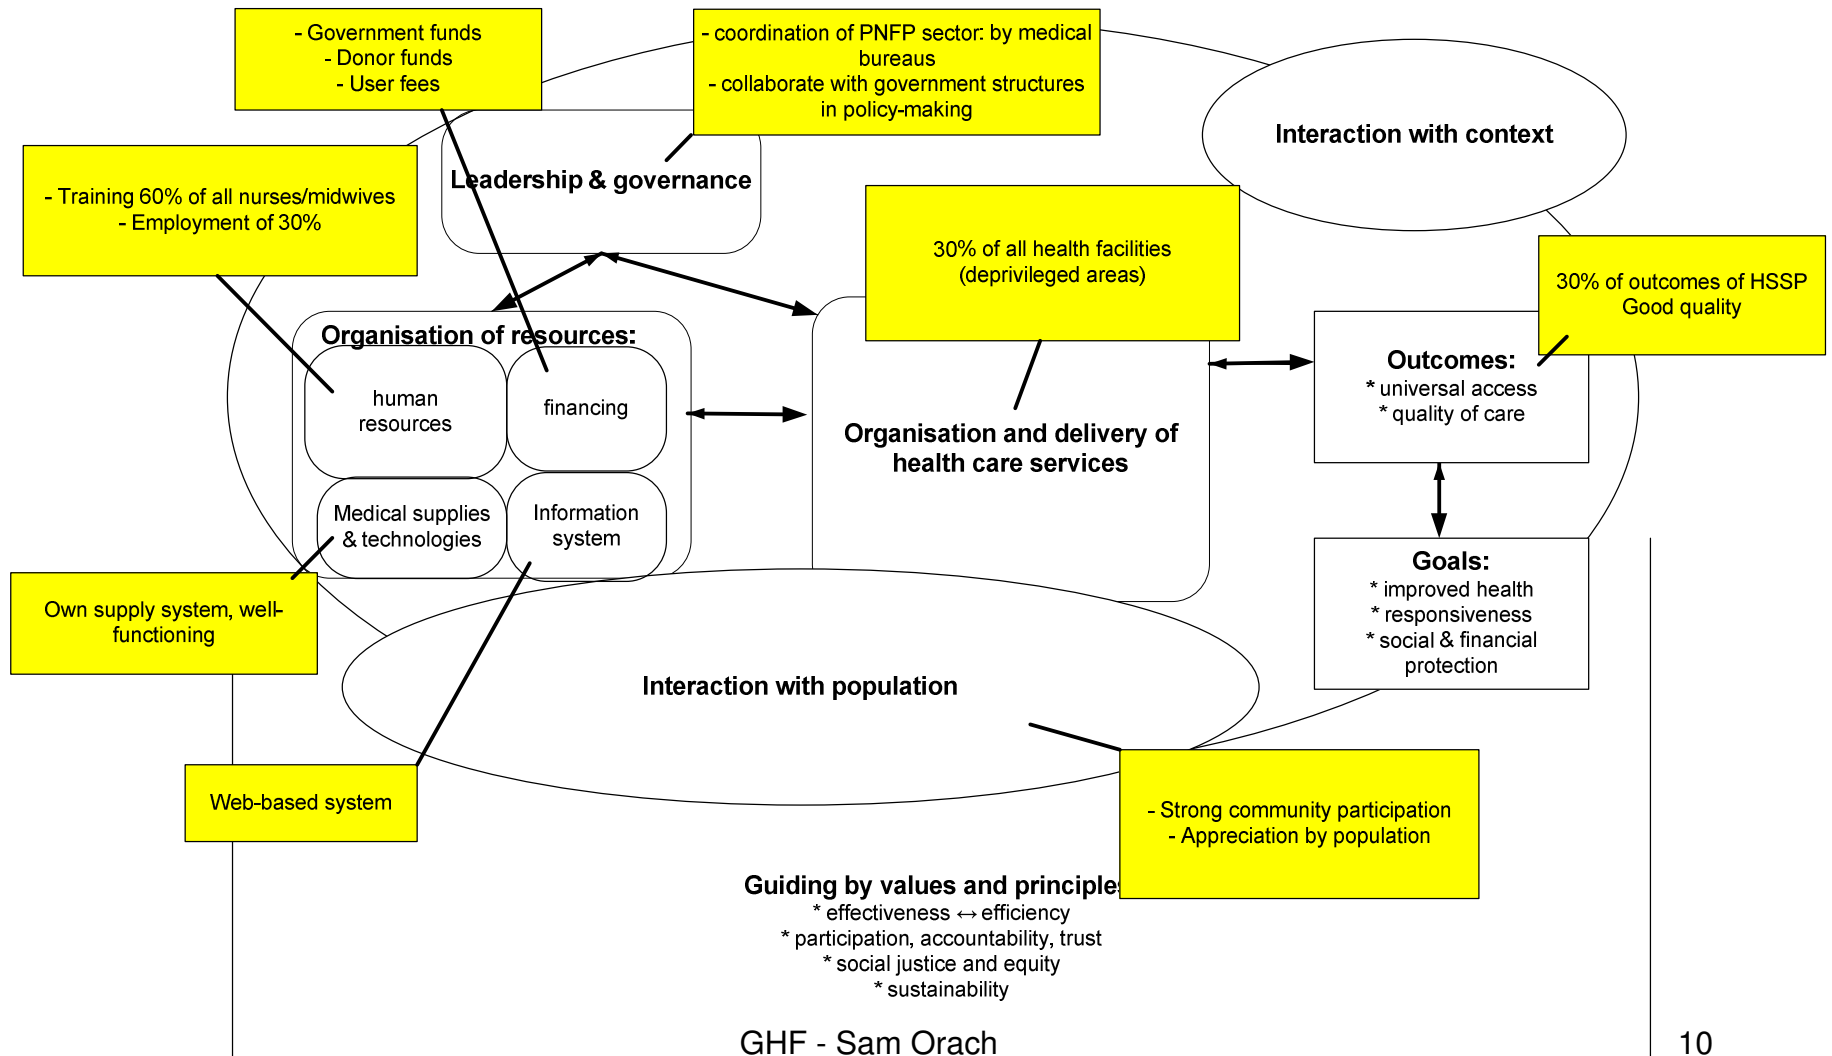 - Government funds
- Donor funds
- User fees
- coordination of PNFP sector: by medical
bureaus
- collaborate with government structures
in policy-making
Interaction with context
- Training 60% of all nurses/midwives
- Employment of 30%
Leadership & governance
30% of all health facilities
(deprivileged areas)
30% of outcomes of HSSP
Good quality
Organisation of resources:
human
resources
financing
Medical supplies
& technologies
Information
system
Organisation and delivery of
health care services
Outcomes:
* universal access
* quality of care
Goals:
* improved health
* responsiveness
* social & financial
protection
Own supply system, well-
functioning
Interaction with population
Web-based system
- Strong community participation
- Appreciation by population
Guiding by values and principles
* effectiveness ↔ efficiency
* participation, accountability, trust
* social justice and equity
* sustainability
GHF - Sam Orach
10